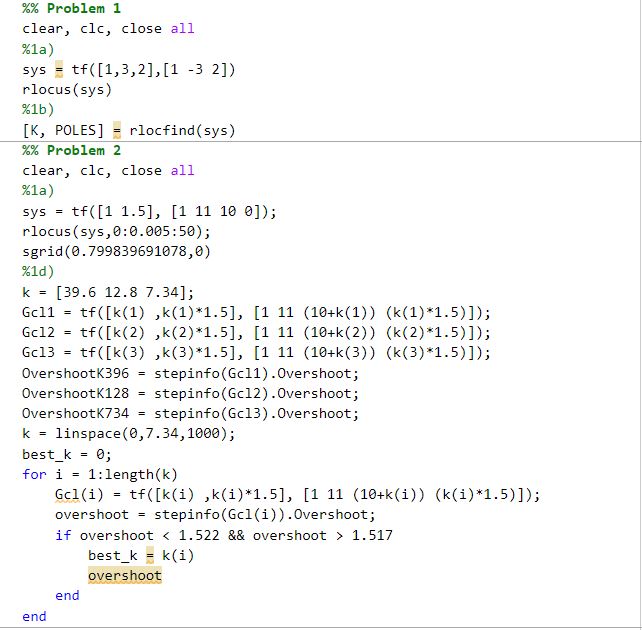 %% Problem 1
clear, clc, close all
%1a)
sys = tf([1,3,2],[1 -3 2])
rlocus(sys)
%1b)
[K, POLES] = rlocfind(sys)
%% Problem 2
clear, clc, close all
%1a)
sys = tf([1 1.5], [1 11 10 0]);
rlocus(sys,0:0.005:50);
sgrid(0.799839691078,0)
%1d)
k = [39.6 12.8 7.34];
Gcl1 = tf([k(1) ,k(1)*1.5], [1 11 (10+k(1)) (k(1)*1.5)]);
Gcl2 = tf([k(2) ,k(2)*1.5], [1 11 (10+k(2)) (k(2)*1.5)]);
Gcl3 = tf([k(3) ,k(3)*1.5], [1 11 (10+k(3)) (k(3)*1.5)]);
OvershootK396 = stepinfo(Gcl1).Overshoot;
OvershootK128 = stepinfo(Gcl2).Overshoot;
OvershootK734 = stepinfo(Gcl3).Overshoot;
k = linspace(0,7.34,1000);
best_k = 0;
for i = 1:length(k)
    Gcl(i) = tf([k(i) ,k(i)*1.5], [1 11 (10+k(i)) (k(i)*1.5)]);
    overshoot = stepinfo(Gcl(i)).Overshoot;
    if overshoot < 1.522 && overshoot > 1.517
        best_k = k(i)
        overshoot
    end
end